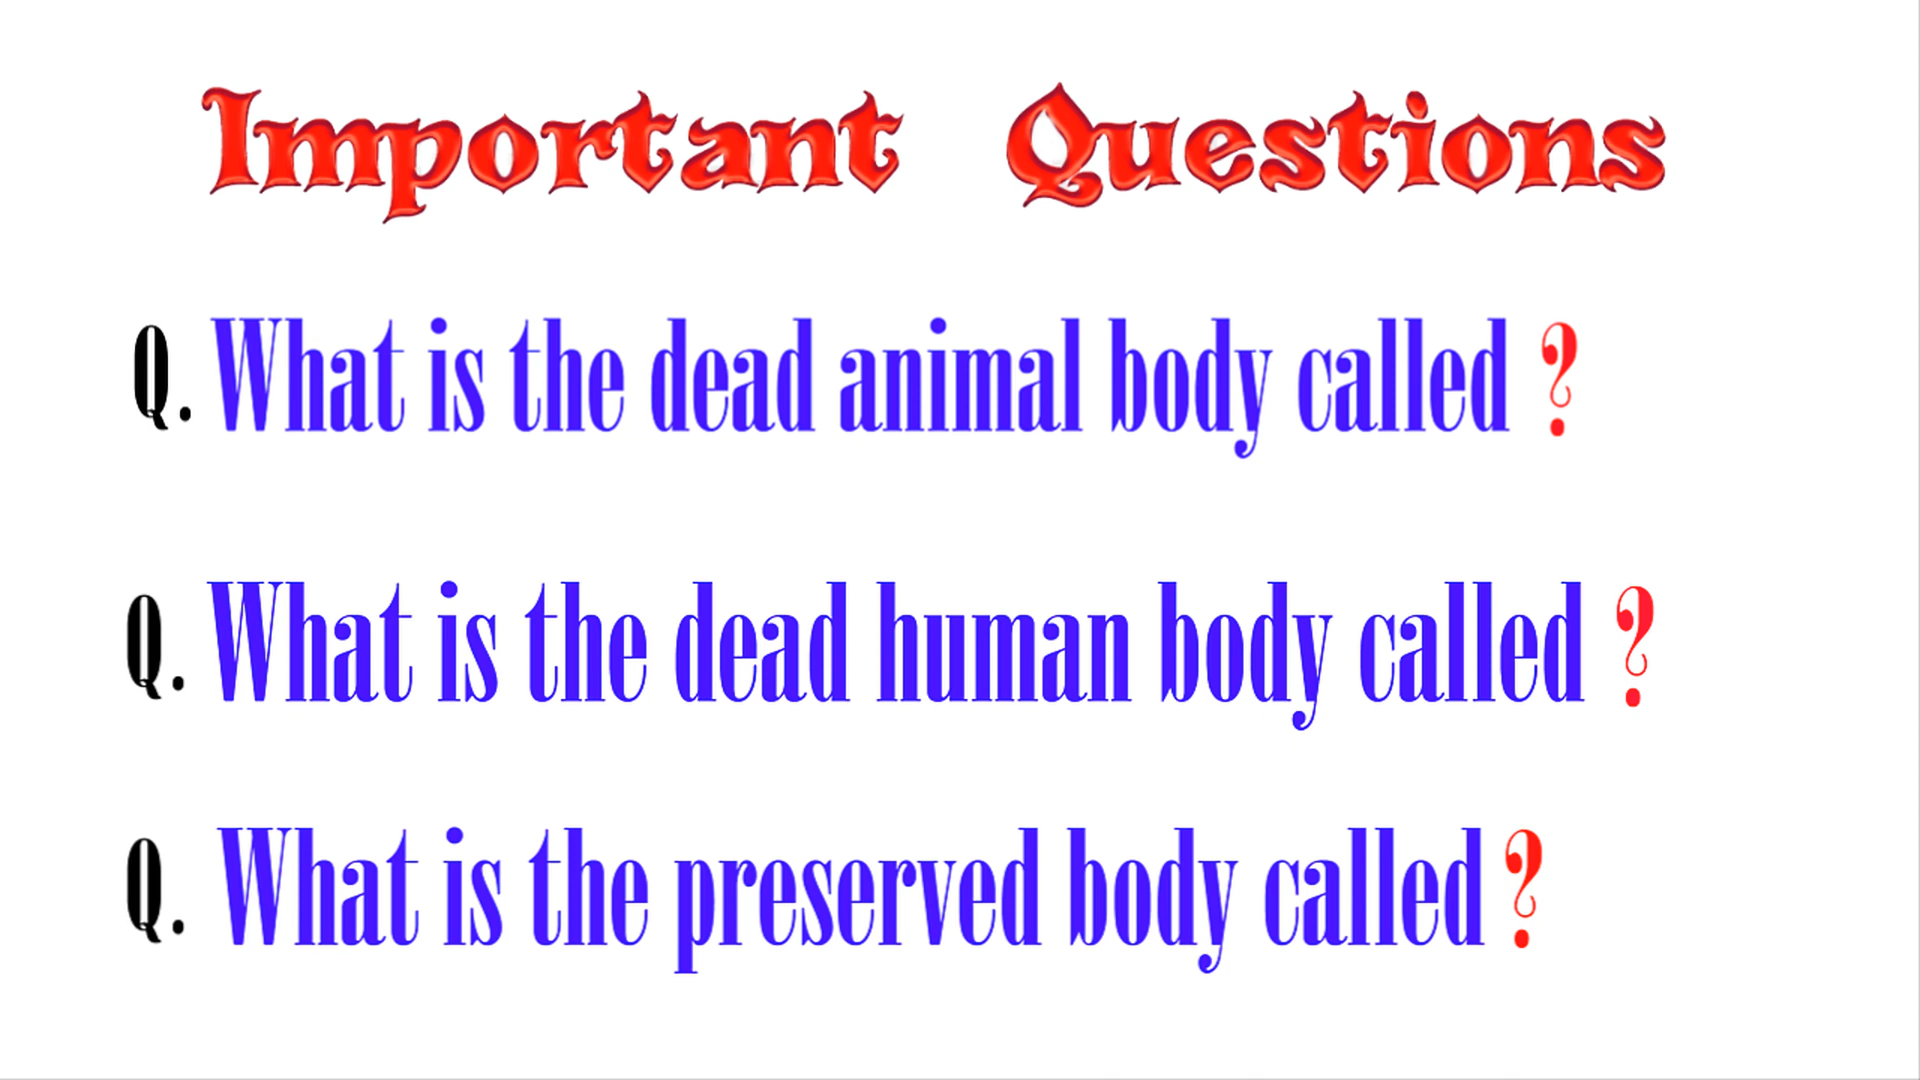 Important Questions
Q. What is the dead animal body called ?
Q. What is the dead human body called ?
Q. What is the preserved body called ?